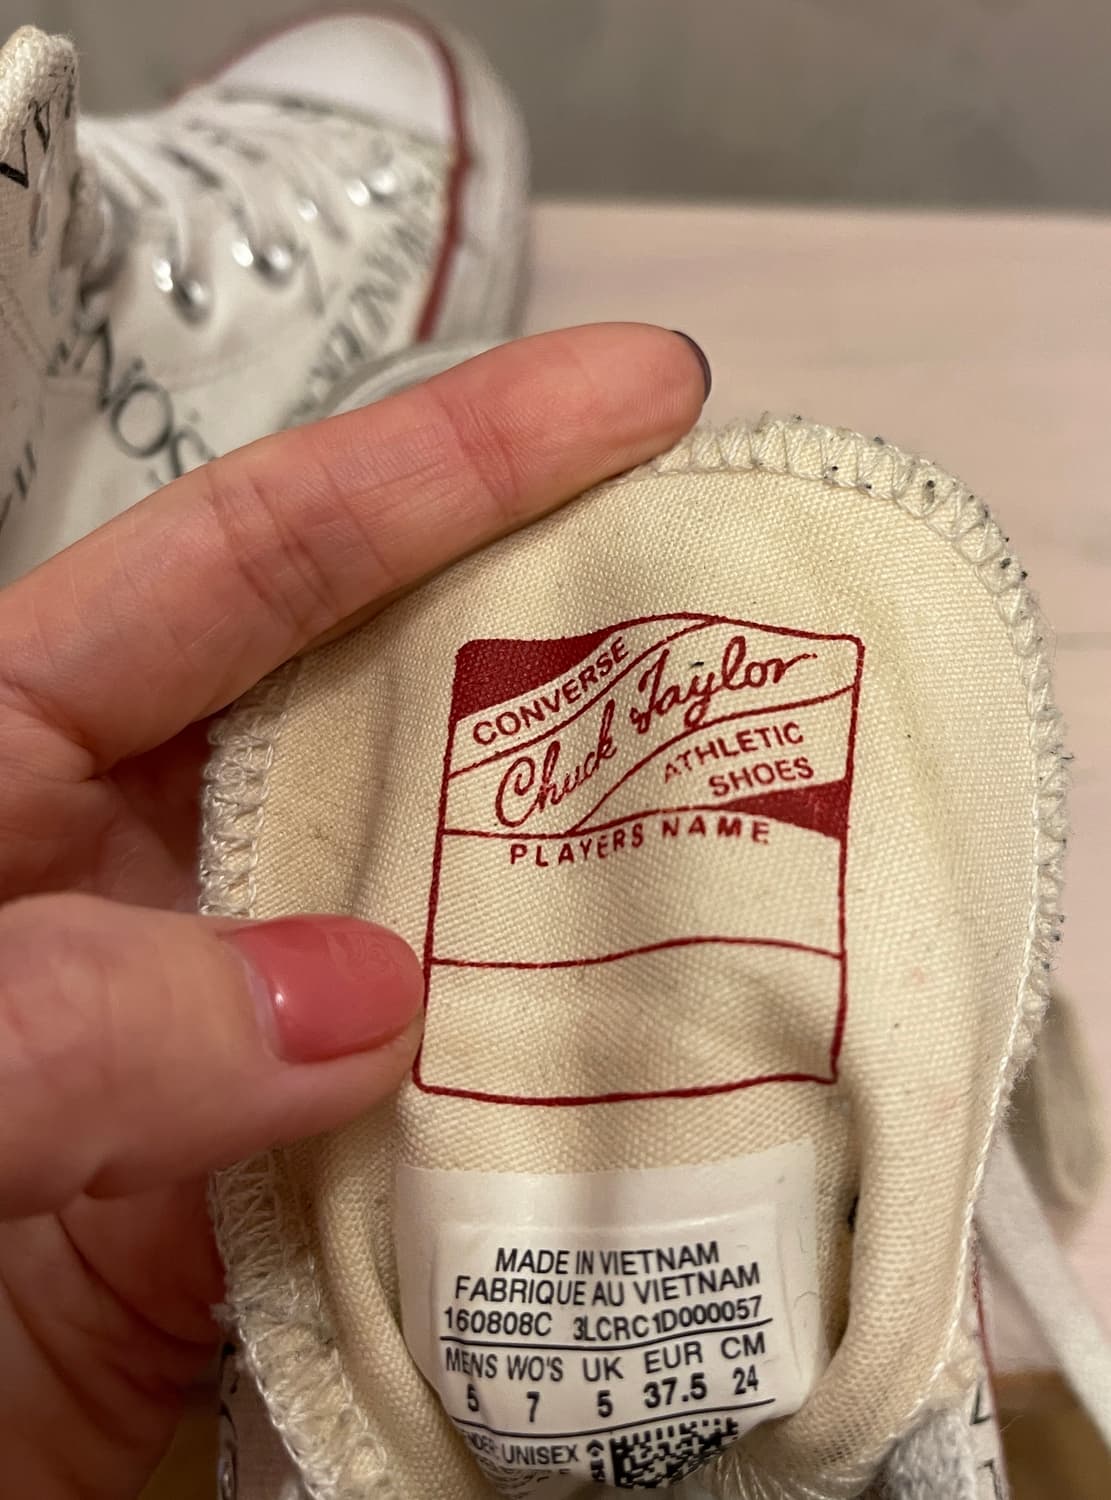 CONVERSE
Chuck Taylor
ATHLETIC
SHOES
PLAYERS NAME
MADE IN VIETNAM
FABRIQUE AU VIETNAM
160808C 3LCRC1D000057
MENS WO'S UK EUR CM
5 7 5 37.5 24
UNISEX